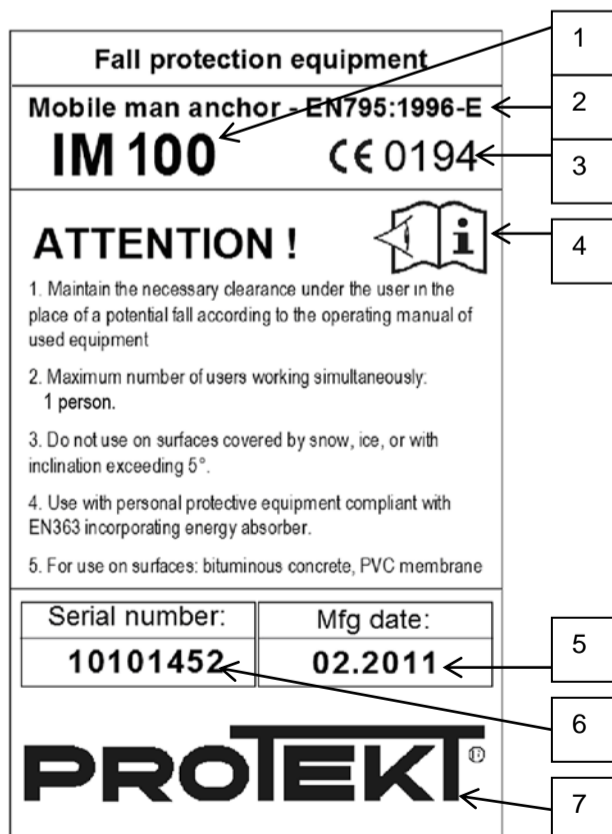 Fall protection equipment
1
Mobile man anchor - EN795:1996-E
2
IM 100
CE 0194
3
ATTENTION !
i
4
1. Maintain the necessary clearance under the user in the
place of a potential fall according to the operating manual of
used equipment
2. Maximum number of users working simultaneously:
1 person.
3. Do not use on surfaces covered by snow, ice, or with
inclination exceeding 5°.
4. Use with personal protective equipment compliant with
EN363 incorporating energy absorber.
5. For use on surfaces: bituminous concrete, PVC membrane
Serial number:
Mfg date:
10101452
02.2011
5
6
PROTEKT®
7